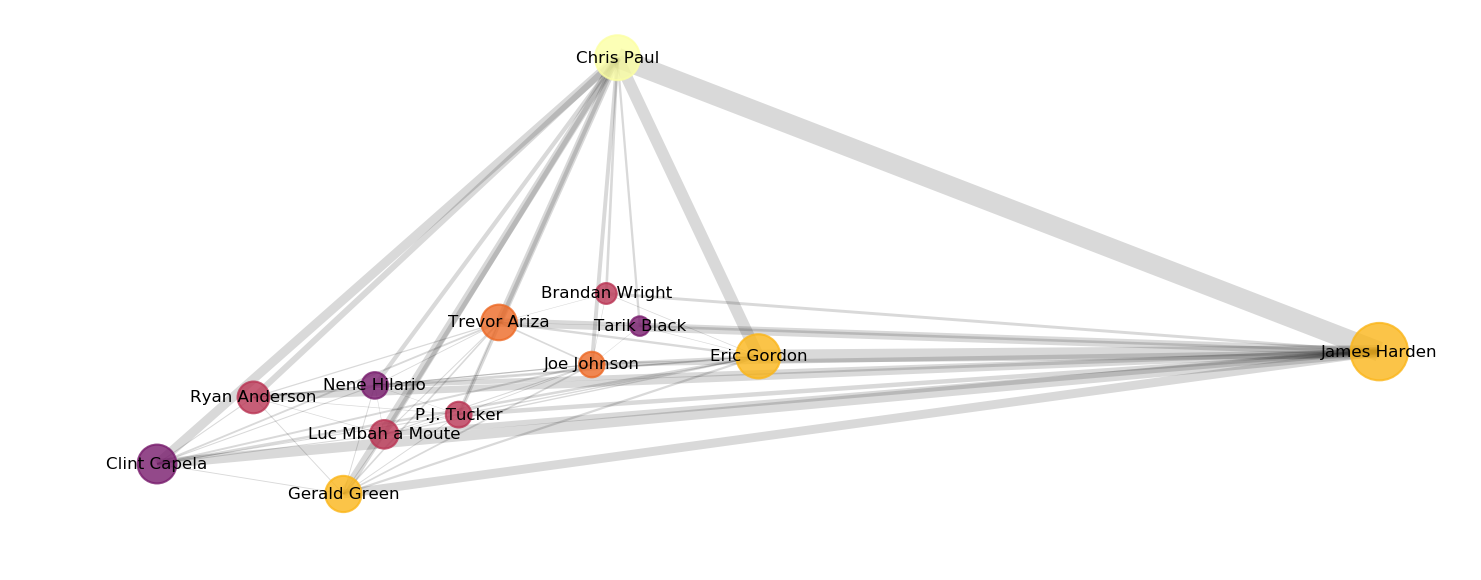 Chris Paul
Brandan Wright
Trevor Ariza
Tarik Black
James Harden
Eric Gordon
Joe Johnson
Nene Hilario
Ryan Anderson
P.J. Tucker
Luc Mbah a Moute
Clint Capela
Gerald Green